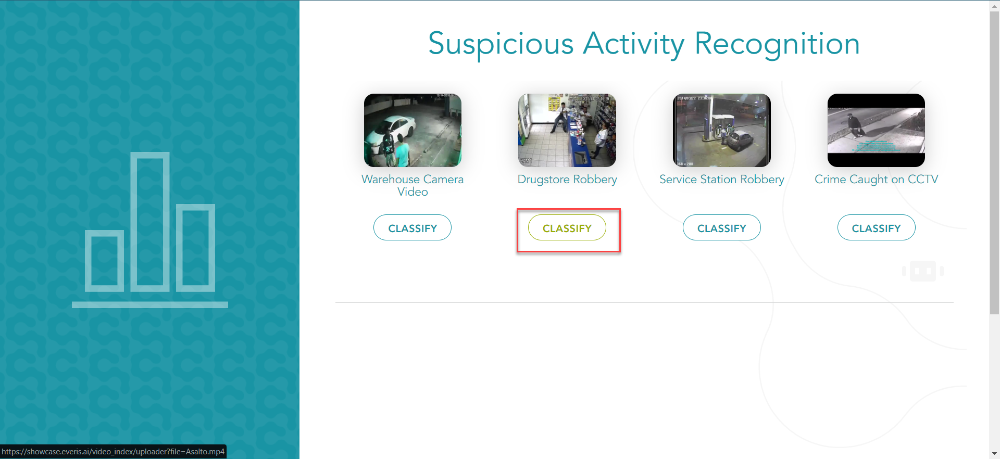 Suspicious Activity Recognition
Warehouse Camera
Video
Drugstore Robbery
Service Station Robbery
Crime Caught on CCTV
CLASSIFY
CLASSIFY
CLASSIFY
CLASSIFY
https://showcase.everis.ai/video_index/uploader?file=Asalto.mp4